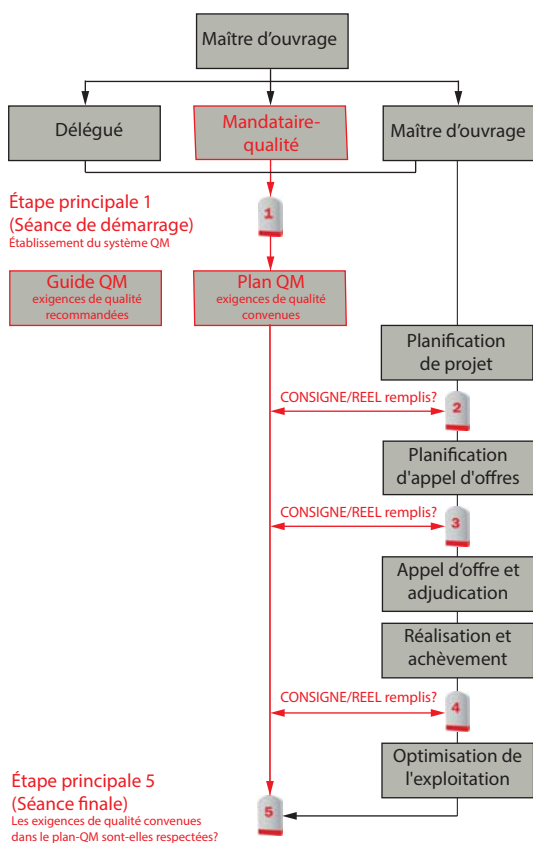 Maître d'ouvrage
Délégué
Mandataire-
qualité
Maître d'ouvrage
Étape principale 1
(Séance de démarrage)
Établissement du système QM
1
Guide QM
exigences de qualité
recommandées
Plan QM
exigences de qualité
convenues
Planification
de projet
CONSIGNE/REEL remplis?
2
Planification
d'appel d'offres
CONSIGNE/REEL remplis?
3
Appel d'offre et
adjudication
Réalisation et
achèvement
CONSIGNE/REEL remplis?
4
Optimisation de
l'exploitation
Étape principale 5
(Séance finale)
Les exigences de qualité convenues
dans le plan-QM sont-elles respectées?
5